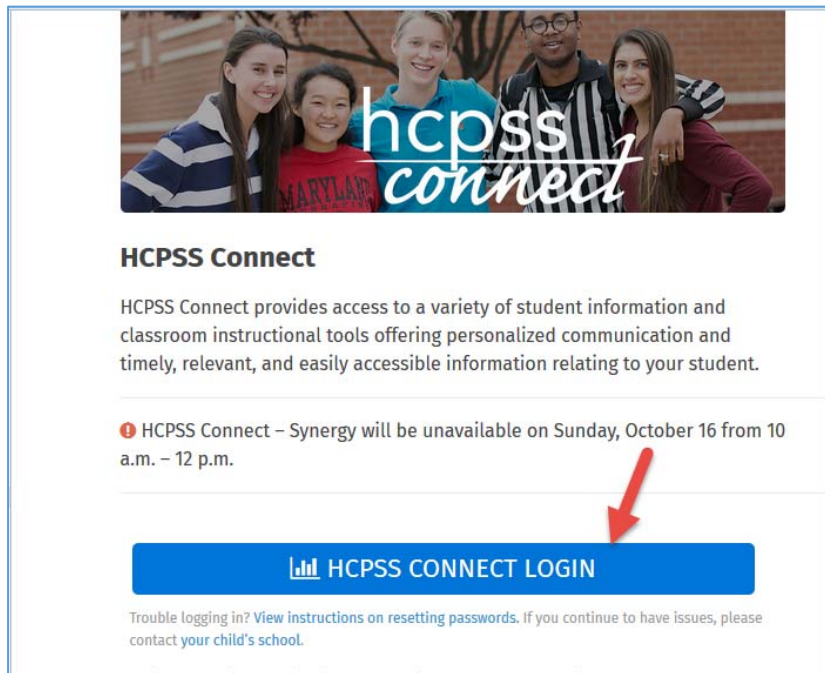 hcpss
connect
MARYLAND
HCPSS Connect
HCPSS Connect provides access to a variety of student information and
classroom instructional tools offering personalized communication and
timely, relevant, and easily accessible information relating to your student.
HCPSS Connect – Synergy will be unavailable on Sunday, October 16 from 10
a.m. – 12 p.m.
HCPSS CONNECT LOGIN
Trouble logging in? View instructions on resetting passwords. If you continue to have issues, please
contact your child's school.